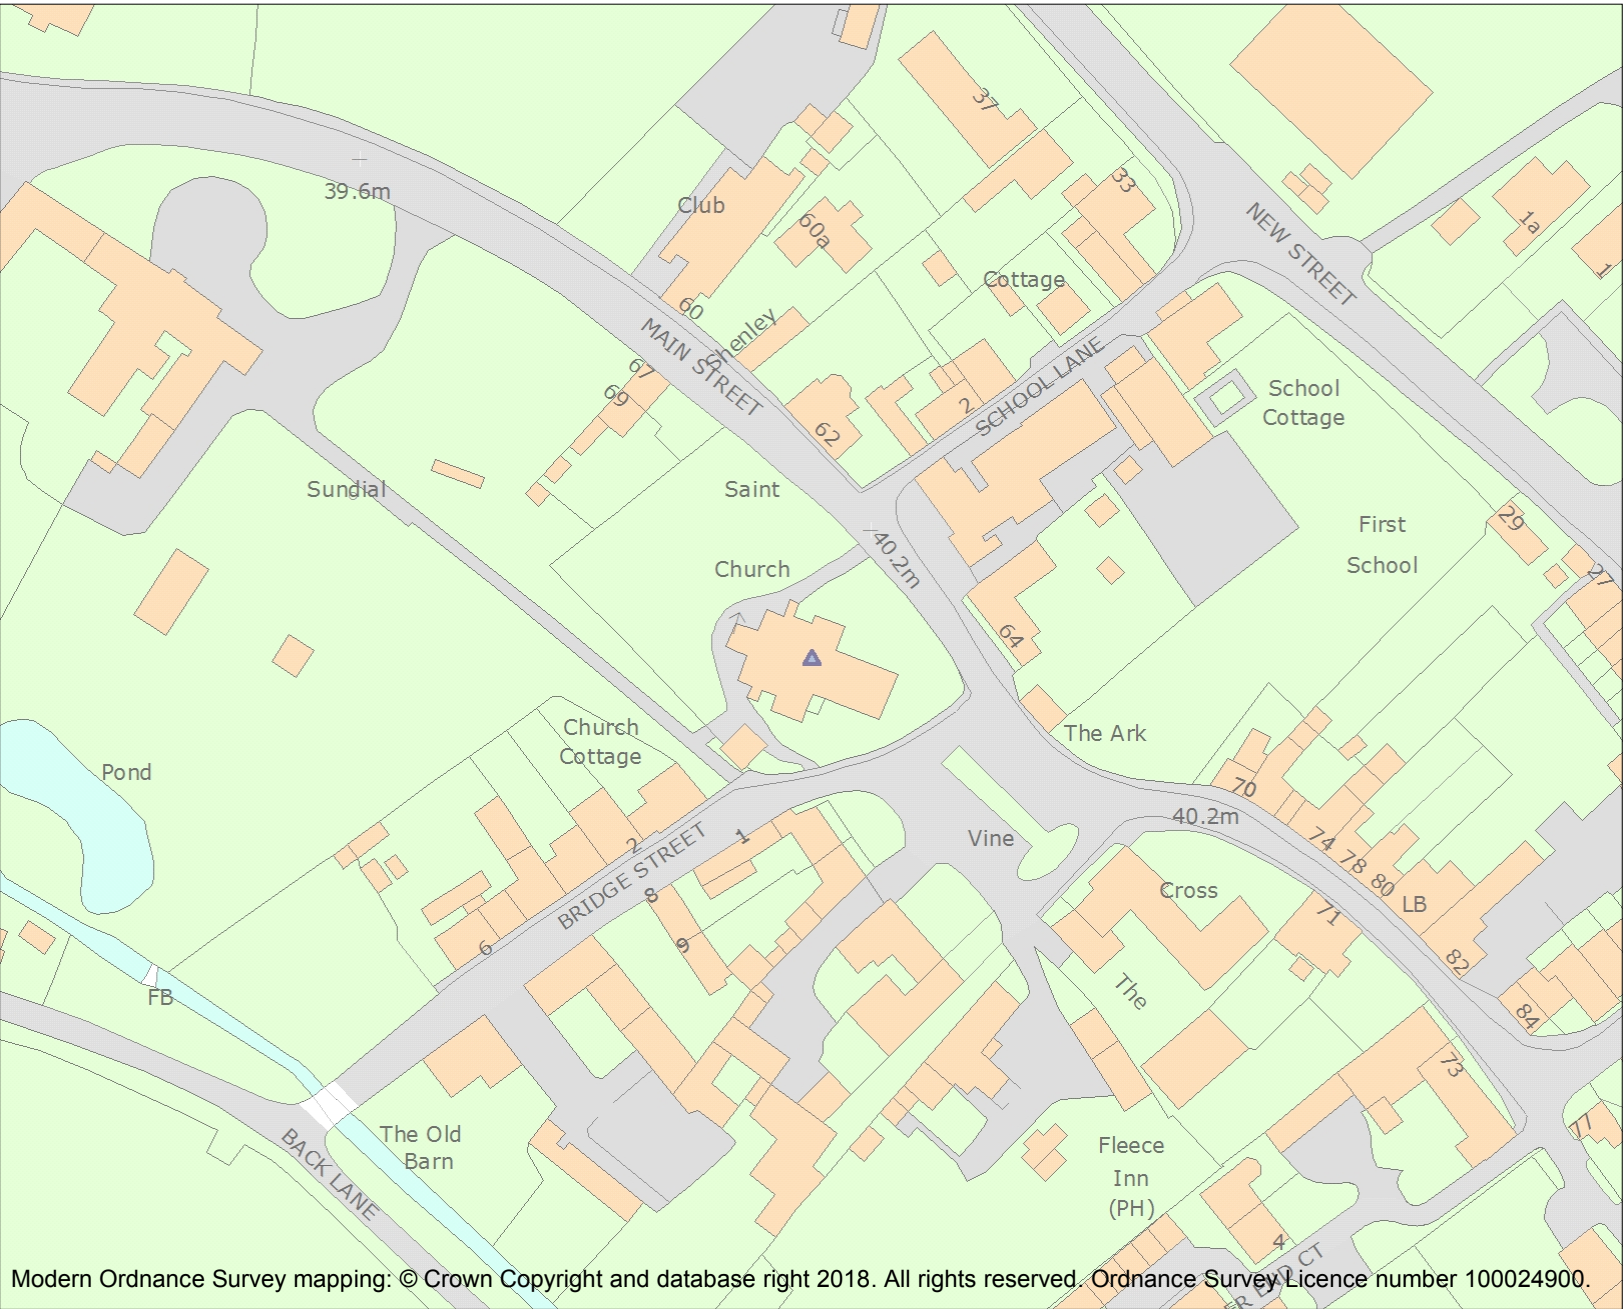 37
33
39.6m
Club
60a
NEW STREET
1a
1
Cottage
60
Shenley
MAIN STREET
67
69
SCHOOL LANE
2
62
School
Cottage
Sundial
Saint
40.2m
First
School
29
27
Church
64
Church
Cottage
The Ark
Pond
70
40.2m
74
78
80
LB
82
84
Vine
Cross
71
The
BRIDGE STREET
2
1
8
9
6
FB
73
77
The Old
Barn
BACK LANE
Fleece
Inn
(PH)
4
ER END CT
Modern Ordnance Survey mapping: © Crown Copyright and database right 2018. All rights reserved. Ordnance Survey Licence number 100024900.